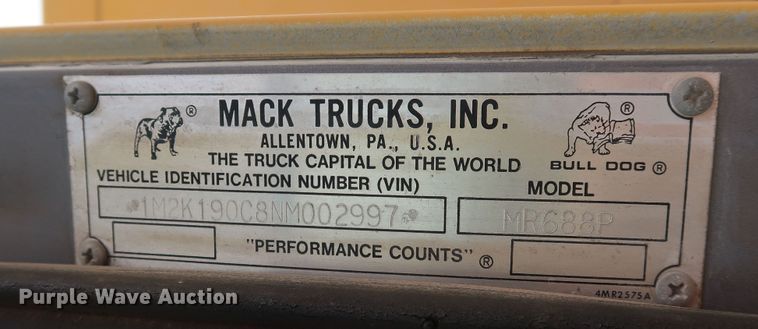 MACK TRUCKS, INC.
ALLENTOWN, PA., U.S.A.
THE TRUCK CAPITAL OF THE WORLD
BULL DOG ®
VEHICLE IDENTIFICATION NUMBER (VIN)
MODEL
*1M2K190C8NM002997*
MR688P
"PERFORMANCE COUNTS" ®
4MR2575A
Purple Wave Auction